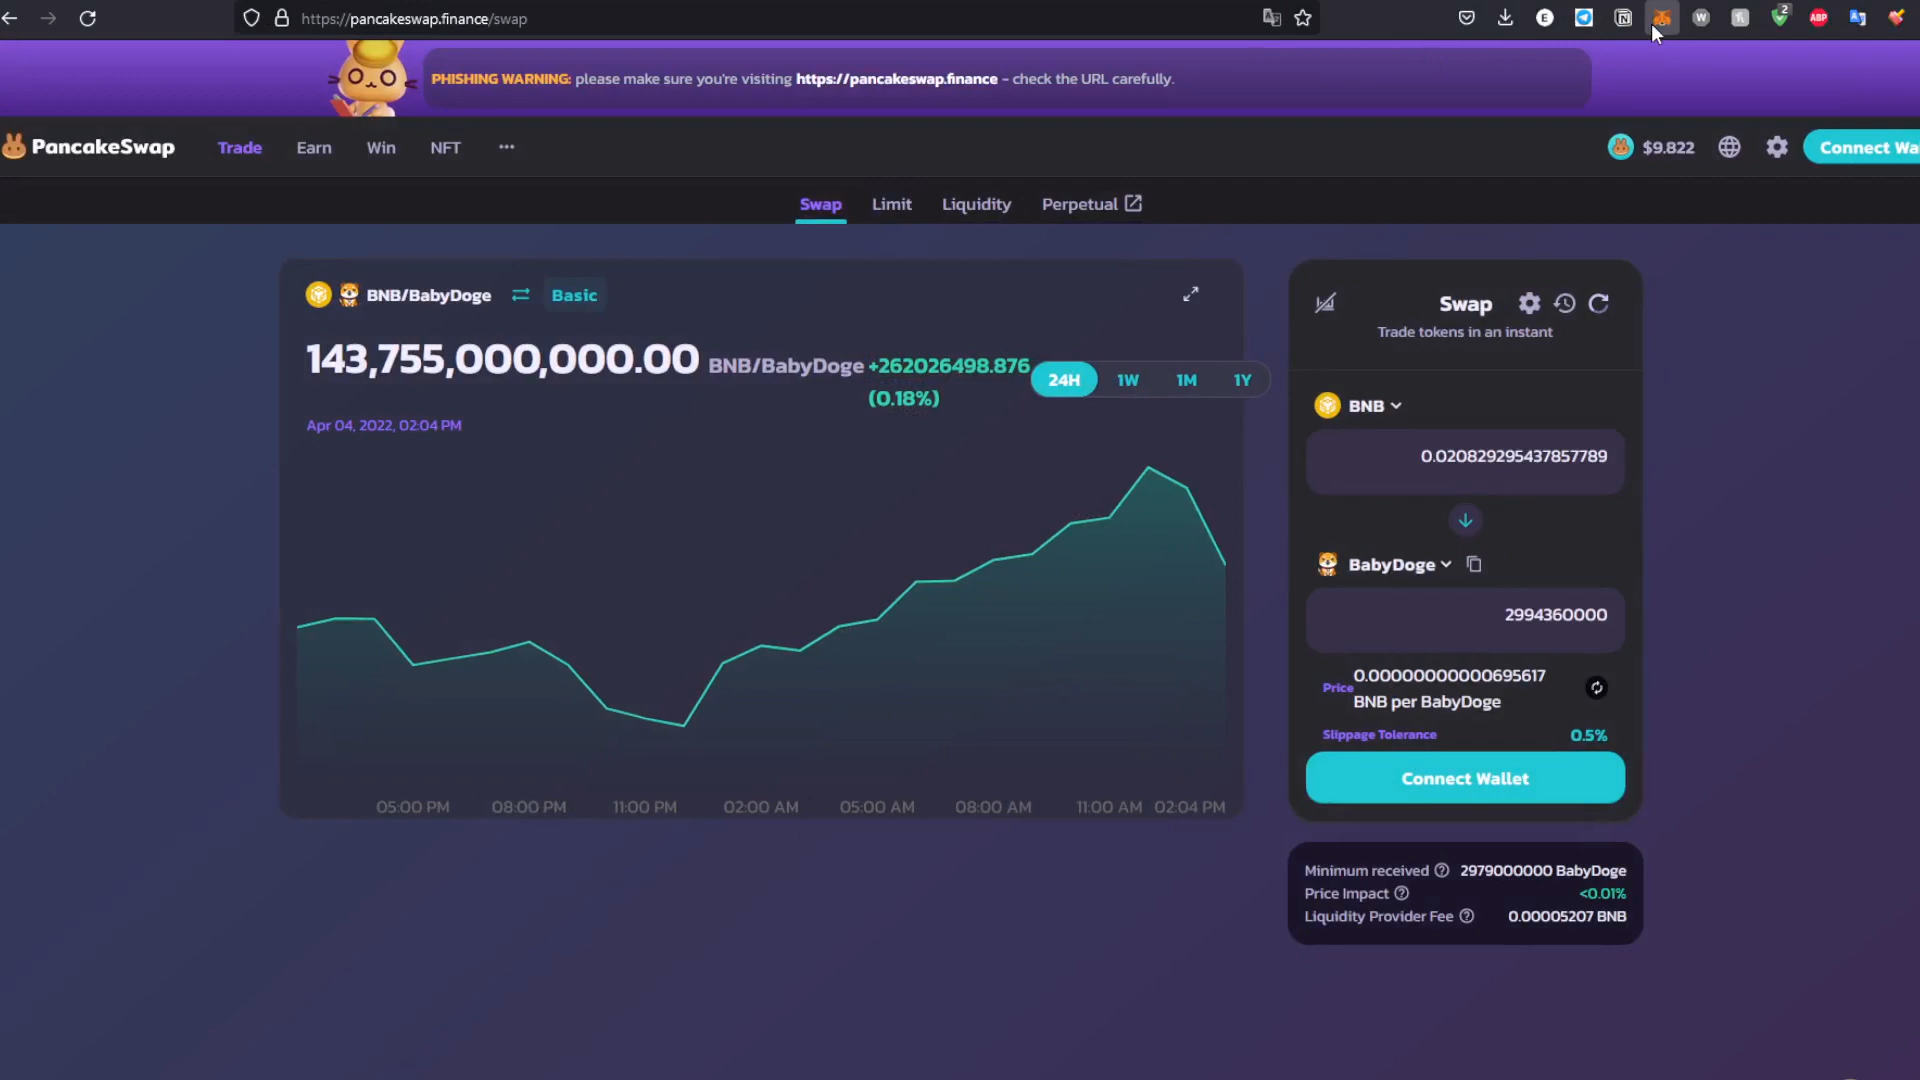 https://pancakeswap.finance/swap
E
W
2
ABP
PHISHING WARNING: please make sure you're visiting https://pancakeswap.finance - check the URL carefully.
PancakeSwap
Trade
Earn
Win
NFT
$9.822
Connect Wa
Swap
Limit
Liquidity
Perpetual
BNB/BabyDoge
Basic
143,755,000,000.00 BNB/BabyDoge +262026498.876
(0.18%)
24H
1W
1M
1Y
Apr 04, 2022, 02:04 PM
05:00 PM
08:00 PM
11:00 PM
02:00 AM
05:00 AM
08:00 AM
11:00 AM
02:04 PM
Swap
Trade tokens in an instant
BNB
0.020829295437857789
BabyDoge
2994360000
Price
0.00000000000695617
BNB per BabyDoge
Slippage Tolerance
0.5%
Connect Wallet
Minimum received 2979000000 BabyDoge
Price Impact <0.01%
Liquidity Provider Fee 0.00005207 BNB